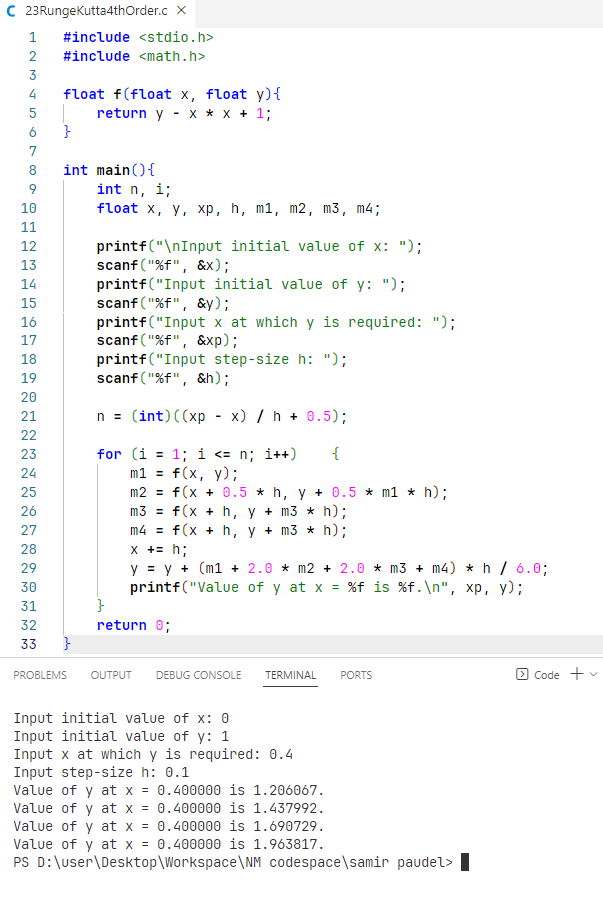 C 23RungeKutta4thOrder.c ×
1 #include <stdio.h>
2 #include <math.h>
3
4 float f(float x, float y){
5     return y - x * x + 1;
6 }
7
8 int main(){
9     int n, i;
10     float x, y, xp, h, m1, m2, m3, m4;
11
12     printf("\nInput initial value of x: ");
13     scanf("%f", &x);
14     printf("Input initial value of y: ");
15     scanf("%f", &y);
16     printf("Input x at which y is required: ");
17     scanf("%f", &xp);
18     printf("Input step-size h: ");
19     scanf("%f", &h);
20
21     n = (int)((xp - x) / h + 0.5);
22
23     for (i = 1; i <= n; i++)    {
24         m1 = f(x, y);
25         m2 = f(x + 0.5 * h, y + 0.5 * m1 * h);
26         m3 = f(x + h, y + m3 * h);
27         m4 = f(x + h, y + m3 * h);
28         x += h;
29         y = y + (m1 + 2.0 * m2 + 2.0 * m3 + m4) * h / 6.0;
30         printf("Value of y at x = %f is %f.\n", xp, y);
31     }
32     return 0;
33 }
PROBLEMS OUTPUT DEBUG CONSOLE TERMINAL PORTS Code
Input initial value of x: 0
Input initial value of y: 1
Input x at which y is required: 0.4
Input step-size h: 0.1
Value of y at x = 0.400000 is 1.206067.
Value of y at x = 0.400000 is 1.437992.
Value of y at x = 0.400000 is 1.690729.
Value of y at x = 0.400000 is 1.963817.
PS D:\user\Desktop\Workspace\NM codespace\samir paudel>